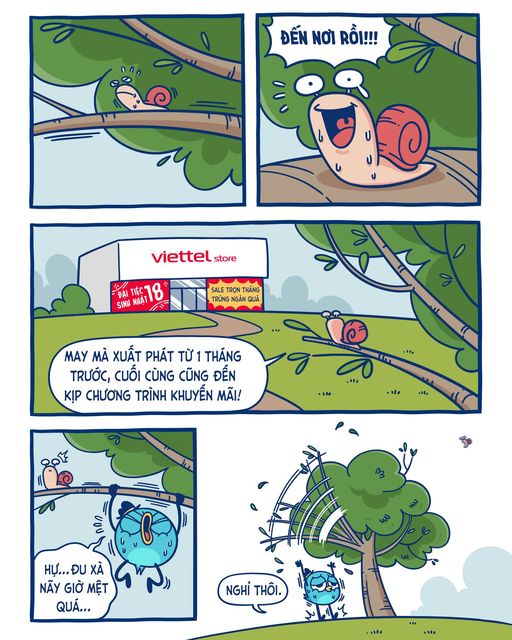 ĐẾN NƠI RỒI!!!
viettel store
ĐẠI TIỆC
SINH NHẬT 18
SALE TRỌN THÁNG
TRÚNG NGÀN QUÀ
MAY MÀ XUẤT PHÁT TỪ 1 THÁNG
TRƯỚC, CUỐI CÙNG CŨNG ĐẾN
KỊP CHƯƠNG TRÌNH KHUYẾN MÃI!
HỰ...ĐU XÀ
NÃY GIỜ MỆT
QUÁ...
NGHỈ THÔI.